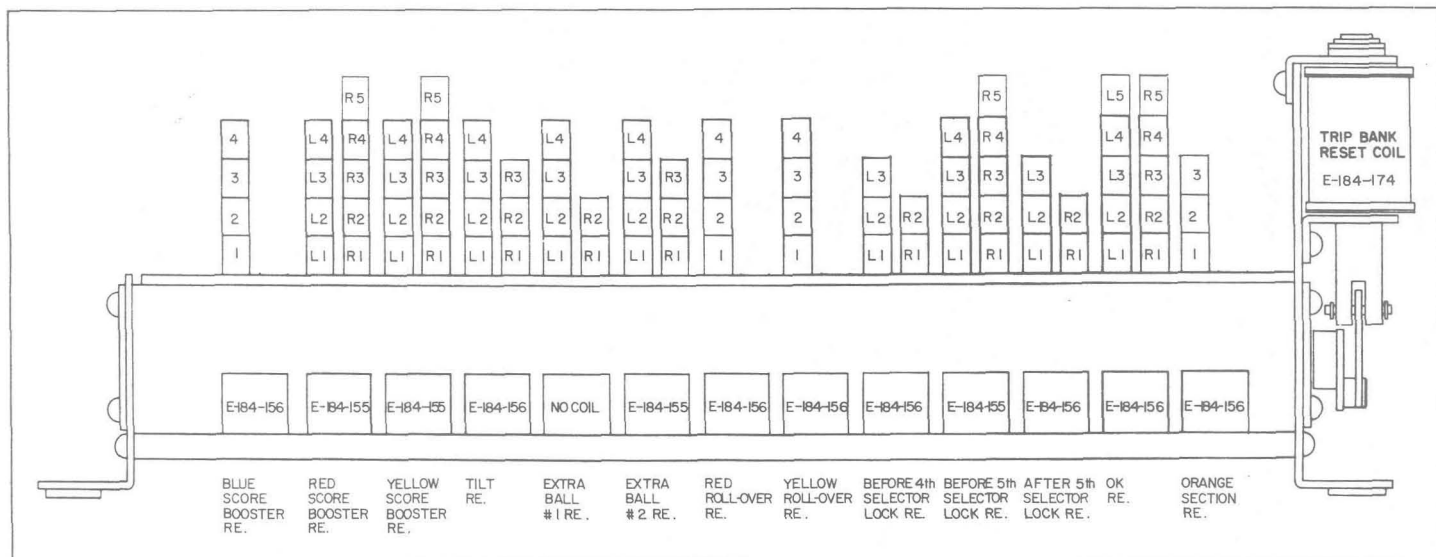 R5 R5 R5 L5 R5
4 L4 R4 L4 R4 L4 L4 L4 4 4 L4 R4 L4 R4
3 L3 R3 L3 R3 L3 R3 L3 L3 R3 3 3 L3 L3 R3 L3 L3 R3 3
2 L2 R2 L2 R2 L2 R2 L2 R2 L2 R2 2 2 L2 R2 L2 R2 L2 R2 L2 R2 2
1 L1 R1 L1 R1 L1 R1 L1 R1 L1 R1 1 1 L1 R1 L1 R1 L1 R1 L1 R1 1
TRIP BANK
RESET COIL
E-184-174
E-184-156 E-184-155 E-184-155 E-184-156 NO COIL E-184-155 E-184-156 E-184-156 E-184-156 E-184-155 E-184-156 E-184-156 E-184-156
BLUE
SCORE
BOOSTER
RE.
RED
SCORE
BOOSTER
RE.
YELLOW
SCORE
BOOSTER
RE.
TILT
RE.
EXTRA
BALL
#1 RE.
EXTRA
BALL
#2 RE.
RED
ROLL-OVER
RE.
YELLOW
ROLL-OVER
RE.
BEFORE 4th
SELECTOR
LOCK RE.
BEFORE 5th
SELECTOR
LOCK RE.
AFTER 5th
SELECTOR
LOCK RE.
OK
RE.
ORANGE
SECTION
RE.